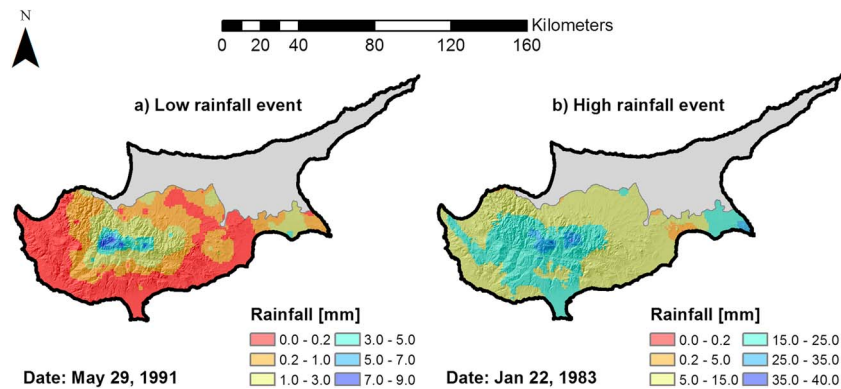 N
Kilometers
0 10 20 40 80 120 160
a) Low rainfall event
b) High rainfall event
Rainfall [mm]
0.0 - 0.2 3.0 - 5.0
0.2 - 1.0 5.0 - 7.0
1.0 - 3.0 7.0 - 9.0
Date: May 29, 1991
Rainfall [mm]
0.0 - 0.2 15.0 - 25.0
0.2 - 5.0 25.0 - 35.0
5.0 - 15.0 35.0 - 40.0
Date: Jan 22, 1983